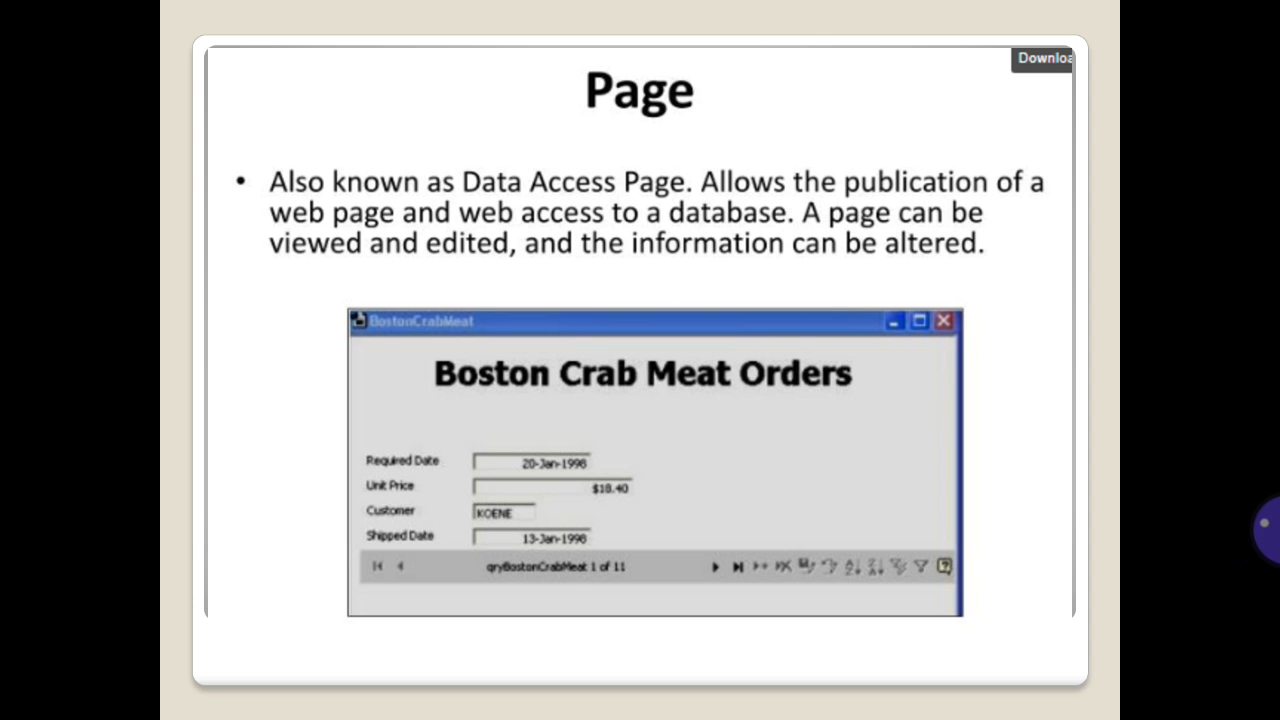 Downloa
Page
• Also known as Data Access Page. Allows the publication of a
web page and web access to a database. A page can be
viewed and edited, and the information can be altered.
BostonCrabMeat
Boston Crab Meat Orders
Required Date 20-Jan-1998
Unit Price $18.40
Customer KOENE
Shipped Date 13-Jan-1998
qryBostonCrabMeat 1 of 11